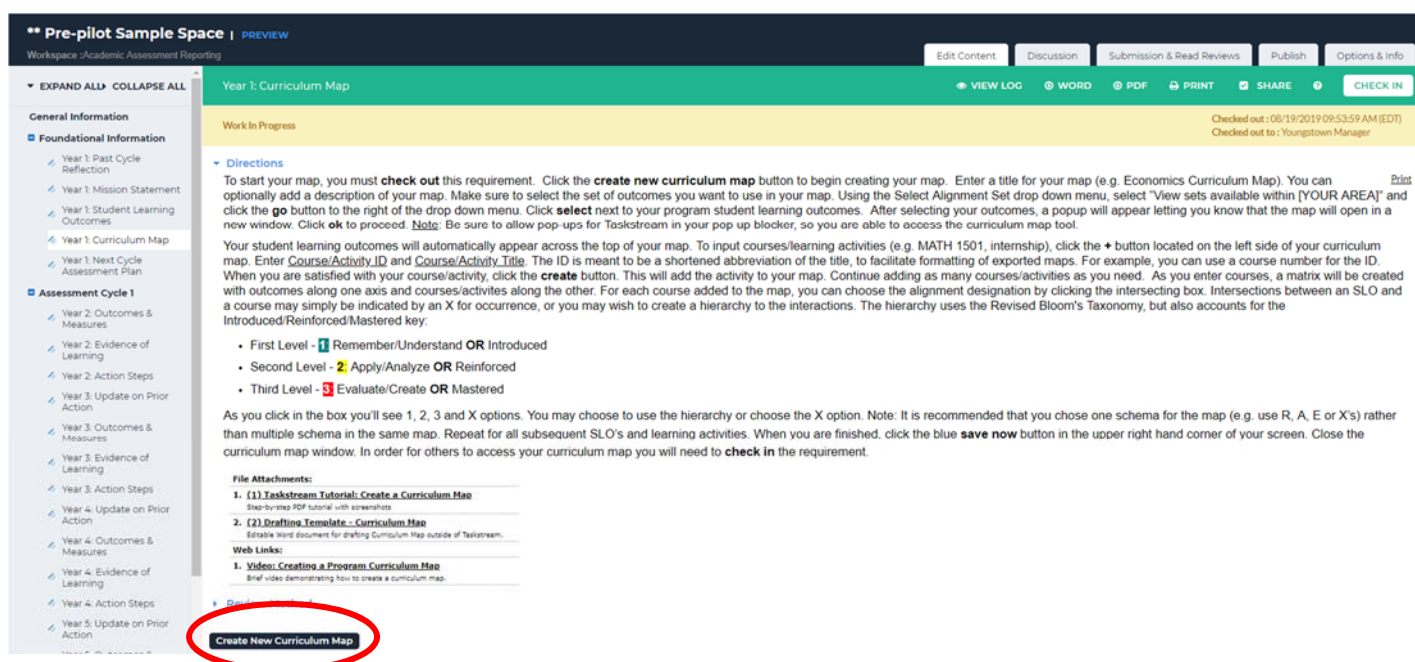 ** Pre-pilot Sample Space | PREVIEW
Workspace :Academic Assessment Reporting
Edit Content
Discussion
Submission & Read Reviews
Publish
Options & Info
EXPAND ALL COLLAPSE ALL
General Information
Foundational Information
Year 1: Past Cycle
Reflection
Year 1: Mission Statement
Year 1: Student Learning
Outcomes
Year 1: Curriculum Map
Year 1: Next Cycle
Assessment Plan
Assessment Cycle 1
Year 2: Outcomes &
Measures
Year 2: Evidence of
Learning
Year 2: Action Steps
Year 3: Update on Prior
Action
Year 3: Outcomes &
Measures
Year 3: Evidence of
Learning
Year 3: Action Steps
Year 4: Update on Prior
Action
Year 4: Outcomes &
Measures
Year 4: Evidence of
Learning
Year 4: Action Steps
Year 5: Update on Prior
Action
Year 1: Curriculum Map
VIEW LOG
WORD
PDF
PRINT
SHARE
?
CHECK IN
Work In Progress
Checked out : 08/19/2019 09:53:59 AM (EDT)
Checked out to : Youngstown Manager
Directions
Print
To start your map, you must check out this requirement. Click the create new curriculum map button to begin creating your map. Enter a title for your map (e.g. Economics Curriculum Map). You can
optionally add a description of your map. Make sure to select the set of outcomes you want to use in your map. Using the Select Alignment Set drop down menu, select "View sets available within [YOUR AREA]" and
click the go button to the right of the drop down menu. Click select next to your program student learning outcomes. After selecting your outcomes, a popup will appear letting you know that the map will open in a
new window. Click ok to proceed. Note: Be sure to allow pop-ups for Taskstream in your pop up blocker, so you are able to access the curriculum map tool.
Your student learning outcomes will automatically appear across the top of your map. To input courses/learning activities (e.g. MATH 1501, internship), click the + button located on the left side of your curriculum
map. Enter Course/Activity ID and Course/Activity Title. The ID is meant to be a shortened abbreviation of the title, to facilitate formatting of exported maps. For example, you can use a course number for the ID.
When you are satisfied with your course/activity, click the create button. This will add the activity to your map. Continue adding as many courses/activities as you need. As you enter courses, a matrix will be created
with outcomes along one axis and courses/activites along the other. For each course added to the map, you can choose the alignment designation by clicking the intersecting box. Intersections between an SLO and
a course may simply be indicated by an X for occurrence, or you may wish to create a hierarchy to the interactions. The hierarchy uses the Revised Bloom's Taxonomy, but also accounts for the
Introduced/Reinforced/Mastered key:
• First Level - 1: Remember/Understand OR Introduced
• Second Level - 2: Apply/Analyze OR Reinforced
• Third Level - 3: Evaluate/Create OR Mastered
As you click in the box you'll see 1, 2, 3 and X options. You may choose to use the hierarchy or choose the X option. Note: It is recommended that you chose one schema for the map (e.g. use R, A, E or X's) rather
than multiple schema in the same map. Repeat for all subsequent SLO's and learning activities. When you are finished, click the blue save now button in the upper right hand corner of your screen. Close the
curriculum map window. In order for others to access your curriculum map you will need to check in the requirement.
File Attachments:
1. (1) Taskstream Tutorial: Create a Curriculum Map
Step-by-step PDF tutorial with screenshots
2. (2) Drafting Template - Curriculum Map
Editable Word document for drafting Curriculum Map outside of Taskstream.
Web Links:
1. Video: Creating a Program Curriculum Map
Brief video demonstrating how to create a curriculum map.
Create New Curriculum Map